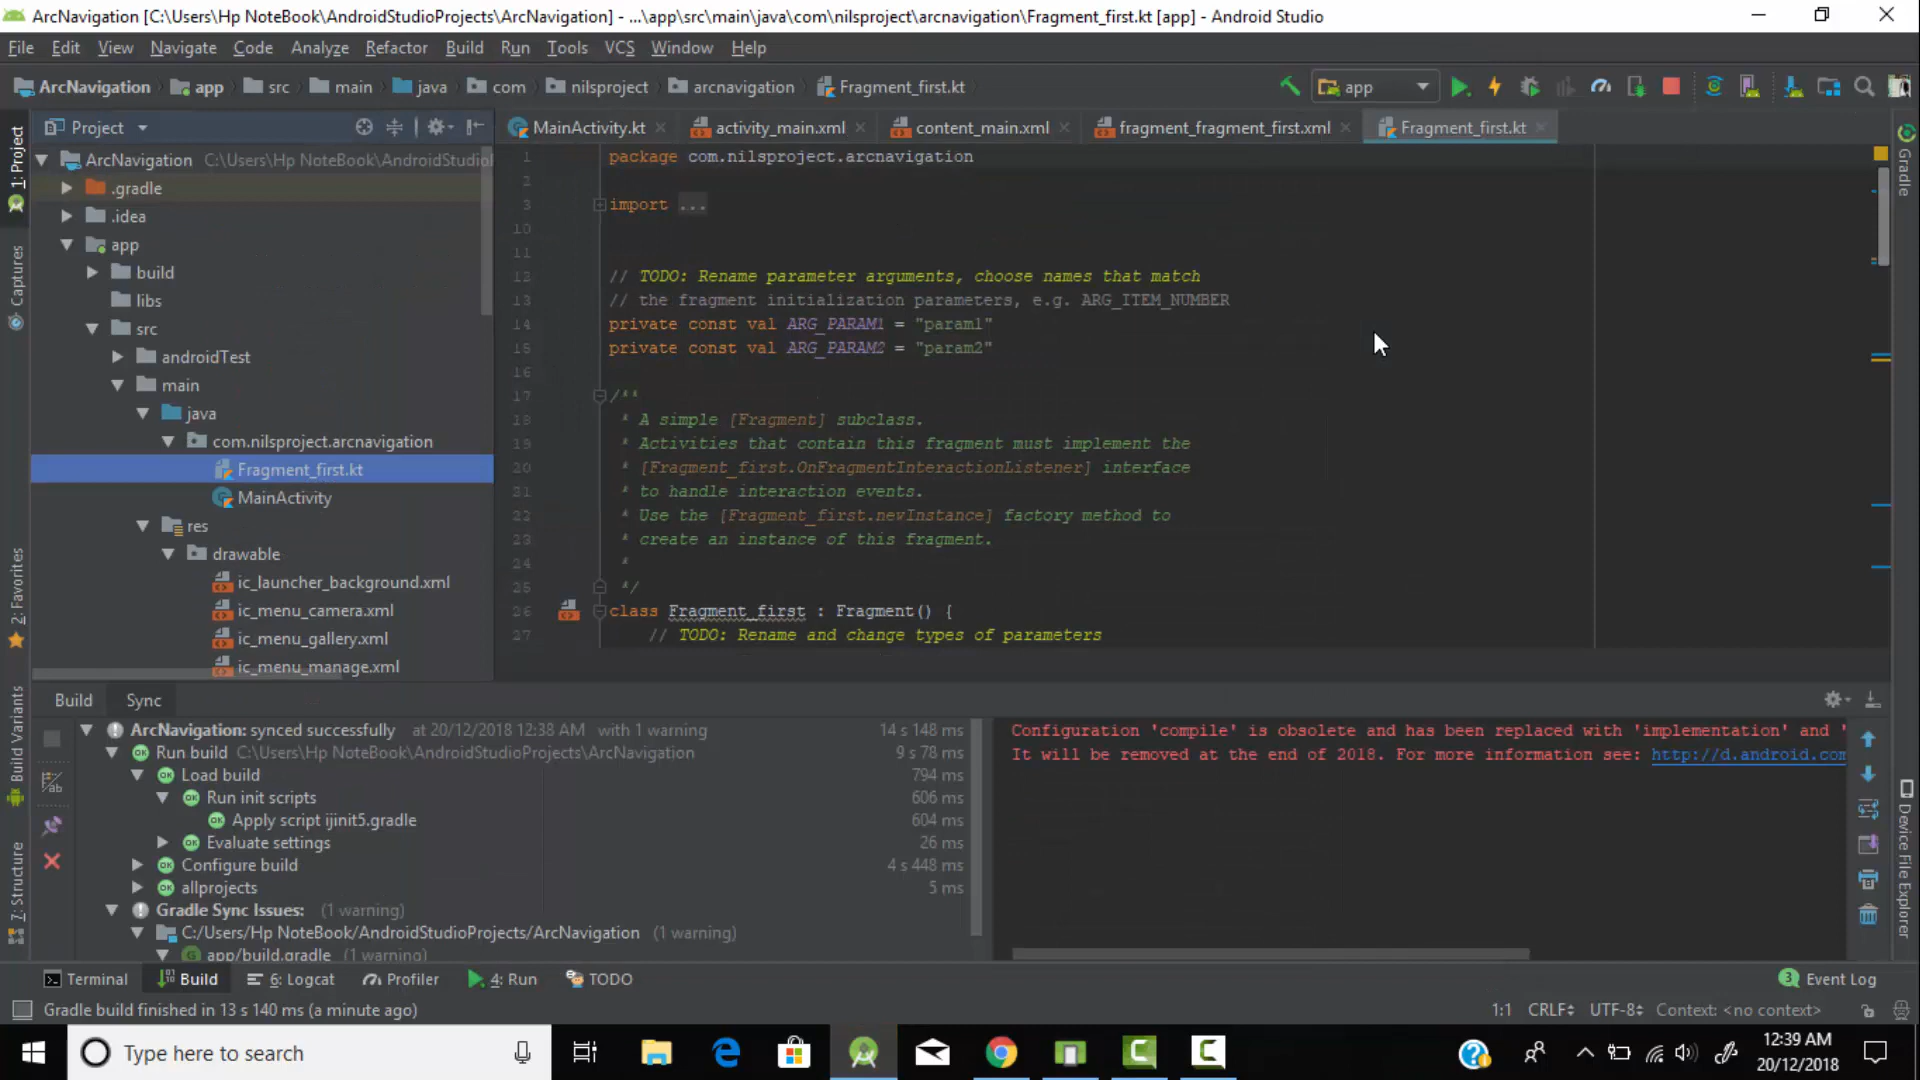 ArcNavigation [C:\Users\Hp NoteBook\AndroidStudioProjects\ArcNavigation] - ...\app\src\main\java\com\nilsproject\arcnavigation\Fragment_first.kt [app] - Android Studio
File Edit View Navigate Code Analyze Refactor Build Run Tools VCS Window Help
ArcNavigation app src main java com nilsproject arcnavigation Fragment_first.kt app
Project
MainActivity.kt activity_main.xml content_main.xml fragment_fragment_first.xml Fragment_first.kt
1: Project
Captures
2: Favorites
Build Variants
7: Structure
ArcNavigation C:\Users\Hp NoteBook\AndroidStudioI
.gradle
.idea
app
build
libs
src
androidTest
main
java
com.nilsproject.arcnavigation
Fragment_first.kt
MainActivity
res
drawable
ic_launcher_background.xml
ic_menu_camera.xml
ic_menu_gallery.xml
ic_menu_manage.xml
1 package com.nilsproject.arcnavigation
2
3 import ...
10
11
12 // TODO: Rename parameter arguments, choose names that match
13 // the fragment initialization parameters, e.g. ARG_ITEM_NUMBER
14 private const val ARG_PARAM1 = "param1"
15 private const val ARG_PARAM2 = "param2"
16
17 /**
18 * A simple [Fragment] subclass.
19 * Activities that contain this fragment must implement the
20 * [Fragment_first.OnFragmentInteractionListener] interface
21 * to handle interaction events.
22 * Use the [Fragment_first.newInstance] factory method to
23 * create an instance of this fragment.
24 *
25 */
26 class Fragment_first : Fragment() {
27 // TODO: Rename and change types of parameters
Gradle
Device File Explorer
Build Sync
ArcNavigation: synced successfully at 20/12/2018 12:38 AM with 1 warning 14 s 148 ms
Run build C:\Users\Hp NoteBook\AndroidStudioProjects\ArcNavigation 9 s 78 ms
Load build 794 ms
Run init scripts 606 ms
Apply script ijinit5.gradle 604 ms
Evaluate settings 26 ms
Configure build 4 s 448 ms
allprojects 5 ms
Gradle Sync Issues: (1 warning)
C:/Users/Hp NoteBook/AndroidStudioProjects/ArcNavigation (1 warning)
app/build.gradle (1 warning)
Configuration 'compile' is obsolete and has been replaced with 'implementation' and '
It will be removed at the end of 2018. For more information see: http://d.android.com
Terminal Build 6: Logcat Profiler 4: Run TODO 3 Event Log
Gradle build finished in 13 s 140 ms (a minute ago) 1:1 CRLF UTF-8 Context: <no context>
Type here to search
12:39 AM
20/12/2018